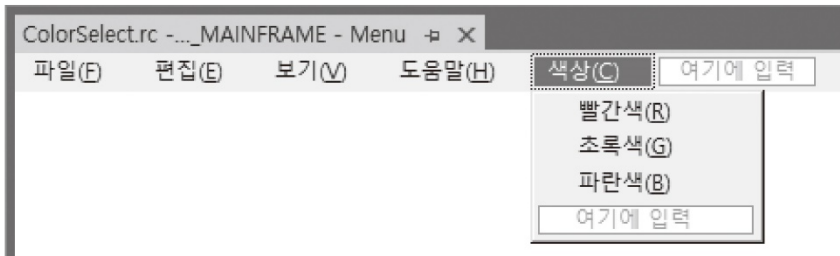 ColorSelect.rc -..._MAINFRAME - Menu
파일(F) 편집(E) 보기(V) 도움말(H) 색상(C) 여기에 입력
빨간색(R)
초록색(G)
파란색(B)
여기에 입력